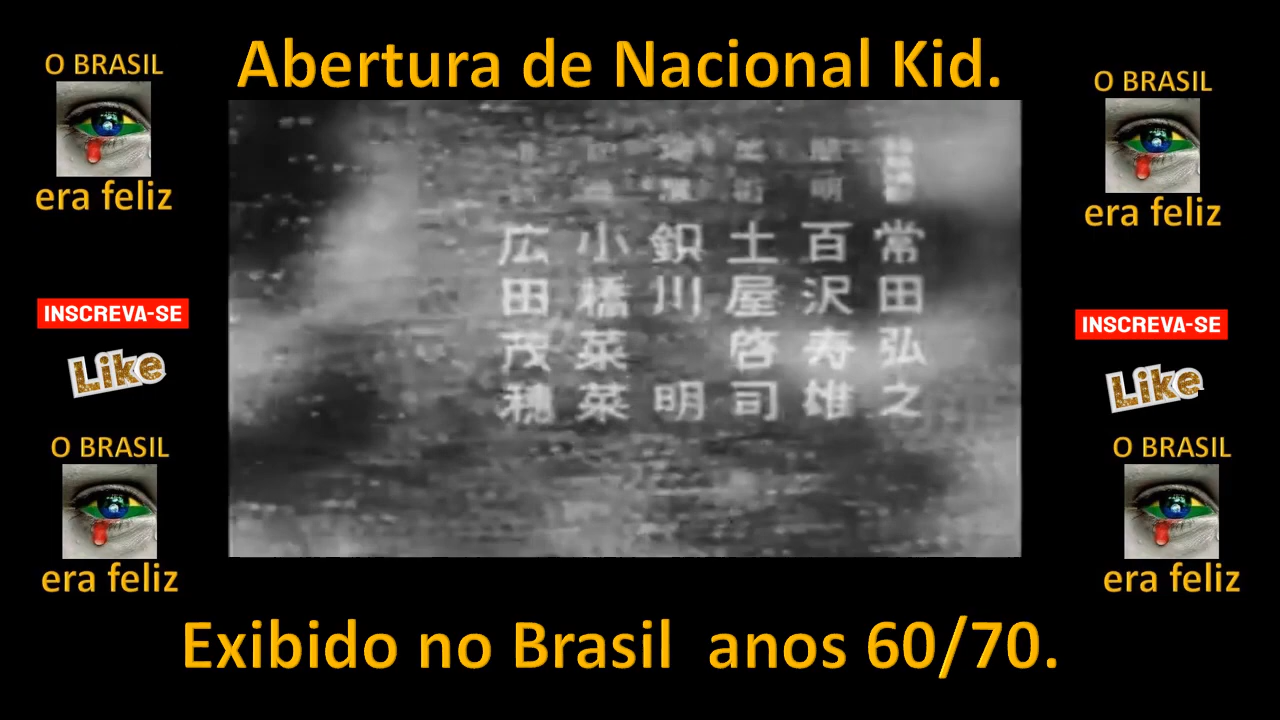 Abertura de Nacional Kid.
O BRASIL
era feliz
O BRASIL
era feliz
常田弘之
百沢寿雄
土屋啓司
川明
小橋菜菜
広田茂穂
INSCREVA-SE
Like
INSCREVA-SE
Like
O BRASIL
era feliz
O BRASIL
era feliz
Exibido no Brasil anos 60/70.